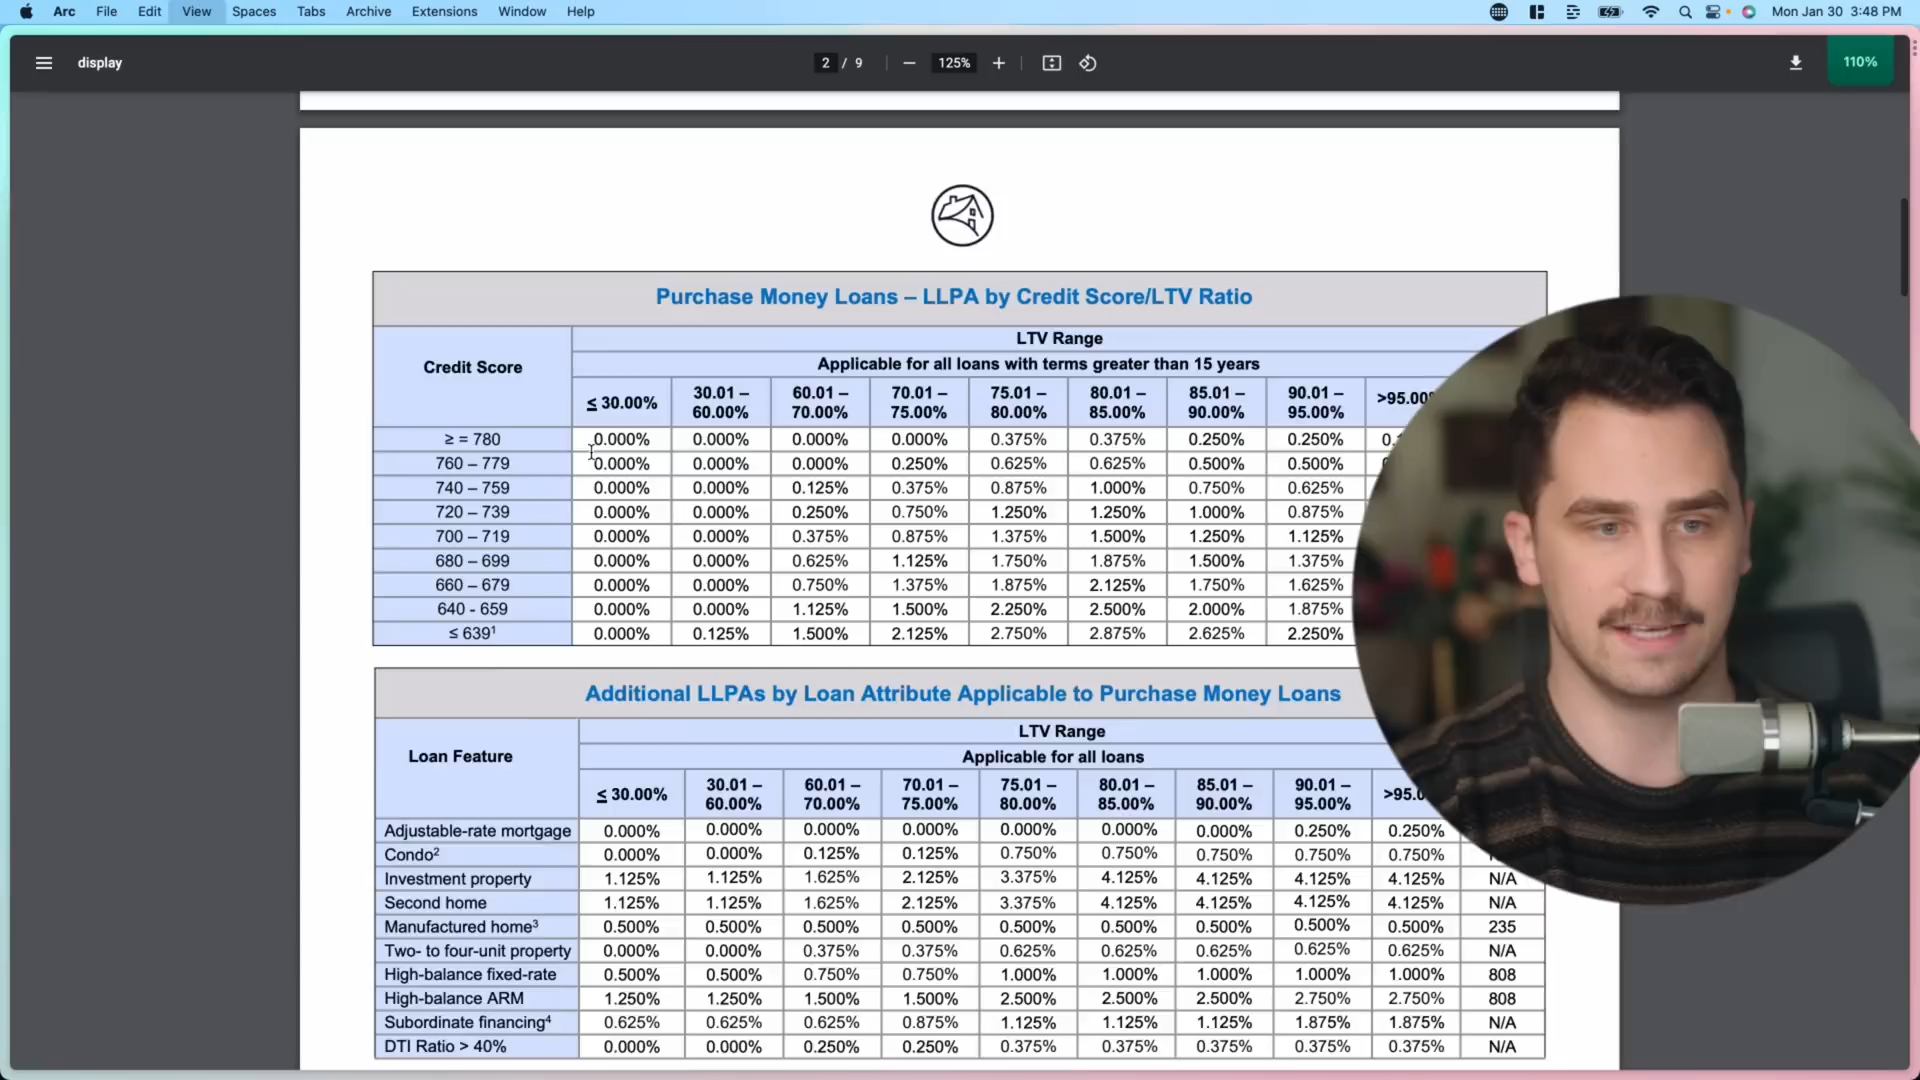 Arc File Edit View Spaces Tabs Archive Extensions Window Help Mon Jan 30 3:48 PM
display 2 / 9 125% 110%
Purchase Money Loans – LLPA by Credit Score/LTV Ratio
Credit Score
LTV Range
Applicable for all loans with terms greater than 15 years
≤ 30.00% 30.01 – 60.00% 60.01 – 70.00% 70.01 – 75.00% 75.01 – 80.00% 80.01 – 85.00% 85.01 – 90.00% 90.01 – 95.00%
≥ = 780 0.000% 0.000% 0.000% 0.000% 0.375% 0.375% 0.250% 0.250%
760 – 779 0.000% 0.000% 0.000% 0.250% 0.625% 0.625% 0.500% 0.500%
740 – 759 0.000% 0.000% 0.125% 0.375% 0.875% 1.000% 0.750% 0.625%
720 – 739 0.000% 0.000% 0.250% 0.750% 1.250% 1.250% 1.000% 0.875%
700 – 719 0.000% 0.000% 0.375% 0.875% 1.375% 1.500% 1.250% 1.125%
680 – 699 0.000% 0.000% 0.625% 1.125% 1.750% 1.875% 1.500% 1.375%
660 – 679 0.000% 0.000% 0.750% 1.375% 1.875% 2.125% 1.750% 1.625%
640 - 659 0.000% 0.000% 1.125% 1.500% 2.250% 2.500% 2.000% 1.875%
≤ 639¹ 0.000% 0.125% 1.500% 2.125% 2.750% 2.875% 2.625% 2.250%
Additional LLPAs by Loan Attribute Applicable to Purchase Money Loans
Loan Feature
LTV Range
Applicable for all loans
≤ 30.00% 30.01 – 60.00% 60.01 – 70.00% 70.01 – 75.00% 75.01 – 80.00% 80.01 – 85.00% 85.01 – 90.00% 90.01 – 95.00%
Adjustable-rate mortgage 0.000% 0.000% 0.000% 0.000% 0.000% 0.000% 0.000% 0.250% 0.250%
Condo² 0.000% 0.000% 0.125% 0.125% 0.750% 0.750% 0.750% 0.750% 0.750%
Investment property 1.125% 1.125% 1.625% 2.125% 3.375% 4.125% 4.125% 4.125% 4.125% N/A
Second home 1.125% 1.125% 1.625% 2.125% 3.375% 4.125% 4.125% 4.125% 4.125% N/A
Manufactured home³ 0.500% 0.500% 0.500% 0.500% 0.500% 0.500% 0.500% 0.500% 0.500% 235
Two- to four-unit property 0.000% 0.000% 0.375% 0.375% 0.625% 0.625% 0.625% 0.625% 0.625% N/A
High-balance fixed-rate 0.500% 0.500% 0.750% 0.750% 1.000% 1.000% 1.000% 1.000% 1.000% 808
High-balance ARM 1.250% 1.250% 1.500% 1.500% 2.500% 2.500% 2.500% 2.750% 2.750% 808
Subordinate financing⁴ 0.625% 0.625% 0.625% 0.875% 1.125% 1.125% 1.125% 1.875% 1.875% N/A
DTI Ratio > 40% 0.000% 0.000% 0.250% 0.250% 0.375% 0.375% 0.375% 0.375% 0.375% N/A